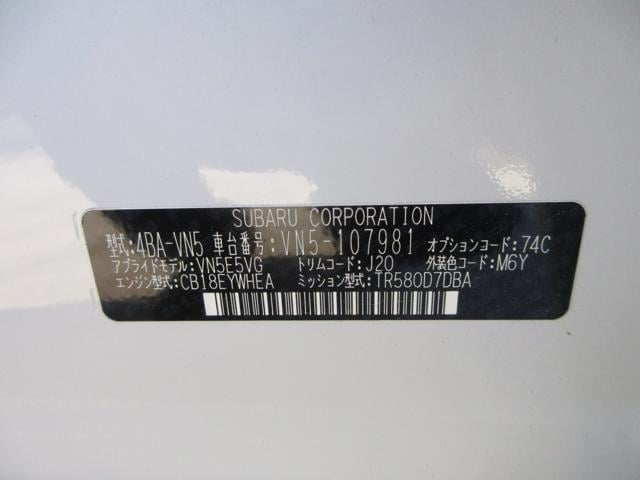 SUBARU CORPORATION
型式:4BA-VN5 車台番号:VN5-107981 オプションコード:74C
アプライドモデル:VN5E5VG トリムコード:J20 外装色コード:M6Y
エンジン型式:CB18EYWHEA ミッション型式:TR580D7DBA